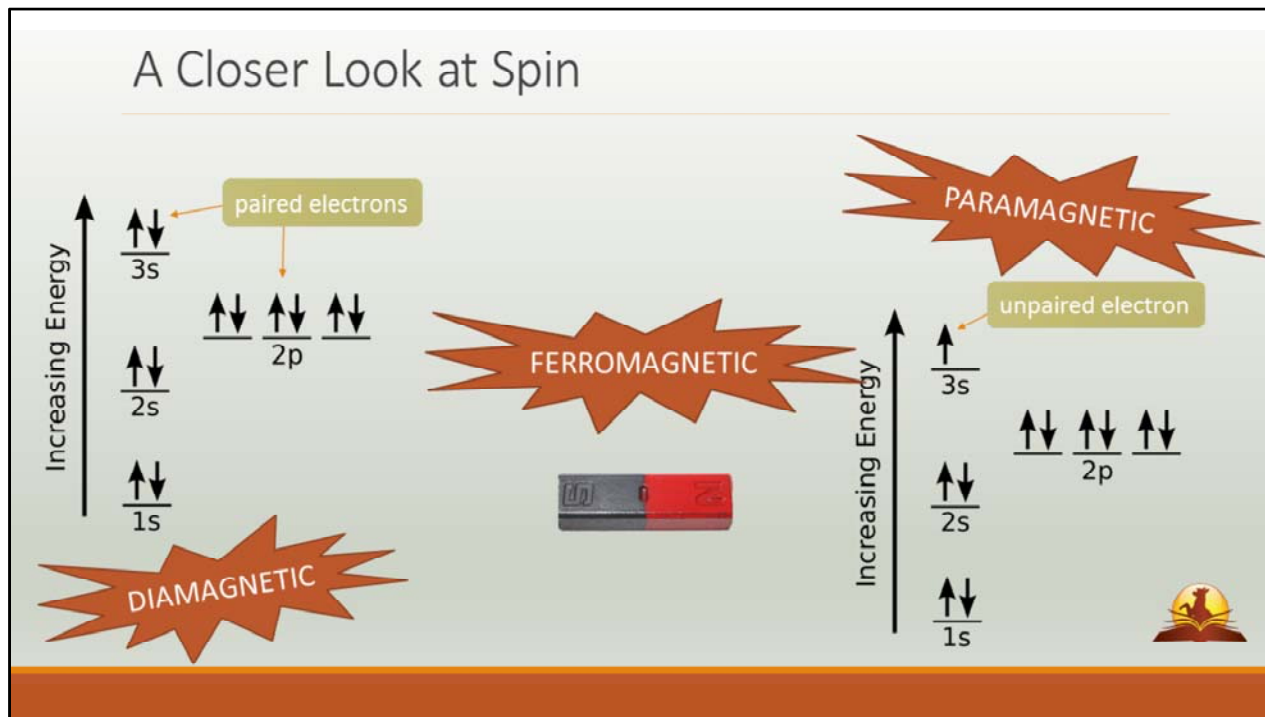 A Closer Look at Spin
PARAMAGNETIC
paired electrons
Increasing Energy
3s
2p
2s
1s
DIAMAGNETIC
FERROMAGNETIC
S
N
unpaired electron
Increasing Energy
3s
2p
2s
1s